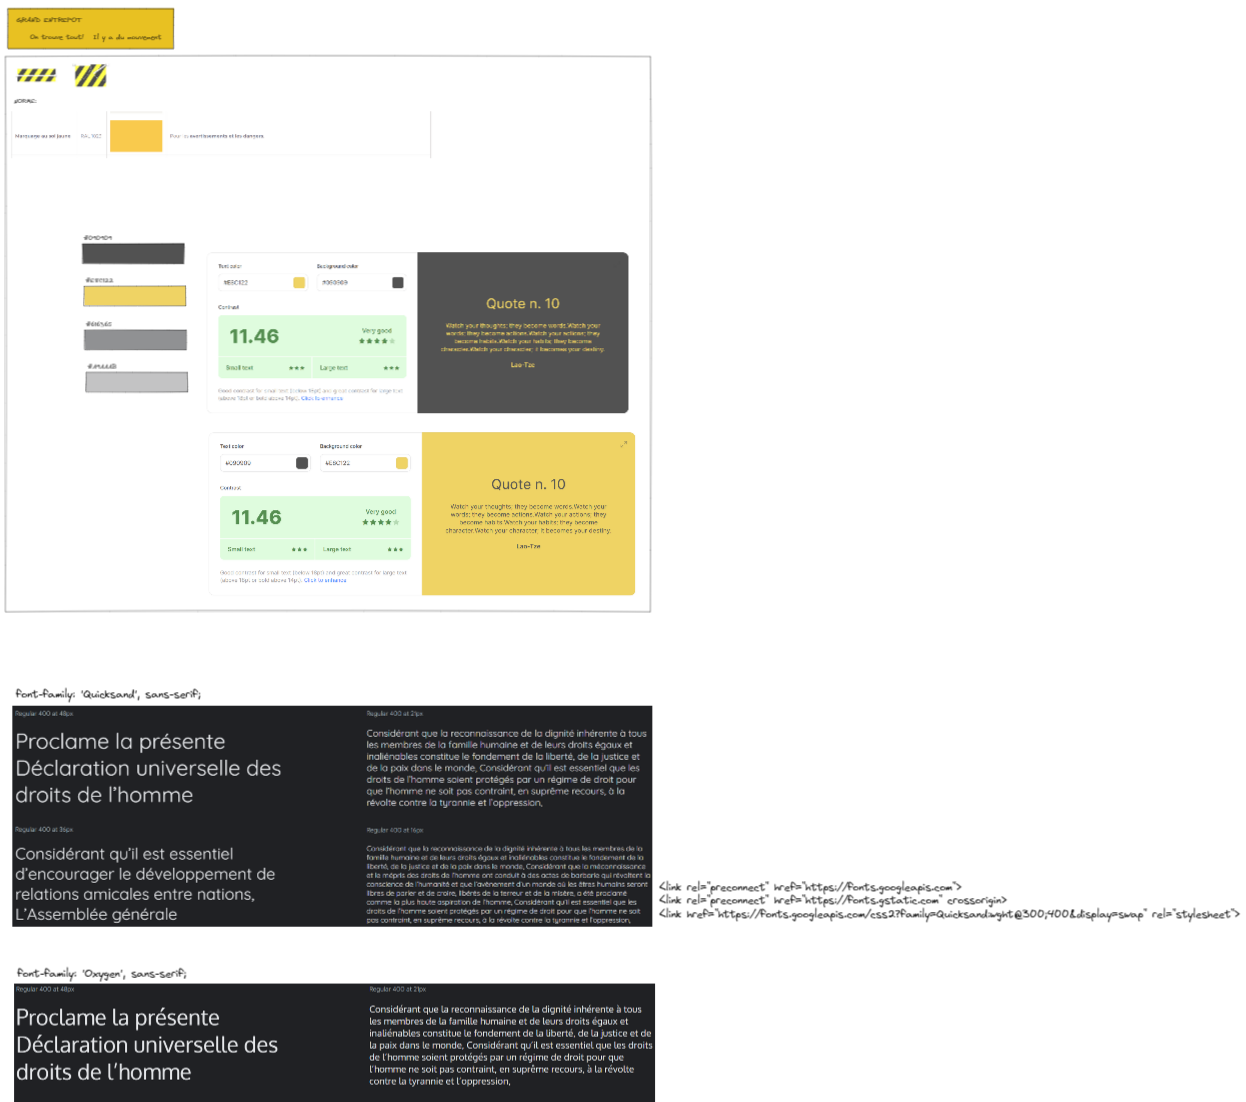 GRAND ENTREPOT
On trouve tout! Il y a du mouvement
NORME:
Marquage au sol jaune RAL 1023 Pour les avertissements et les dangers
#090909
#E8C122
Text color Background color
#E8C122 #090909
Contrast
11.46 Very good
Small text Large text
Good contrast for small text (below 18pt) and great contrast for large text
(above 18pt or bold above 14pt). Click to enhance
Quote n. 10
Watch your thoughts; they become words.Watch your
words; they become actions.Watch your actions; they
become habits.Watch your habits; they become
character.Watch your character; it becomes your destiny.
Lao-Tze
Text color Background color
#090909 #E8C122
Contrast
11.46 Very good
Small text Large text
Good contrast for small text (below 18pt) and great contrast for large text
(above 18pt or bold above 14pt). Click to enhance
Quote n. 10
Watch your thoughts; they become words.Watch your
words; they become actions.Watch your actions; they
become habits.Watch your habits; they become
character.Watch your character; it becomes your destiny.
Lao-Tze
font-family: 'Quicksand', sans-serif;
Regular 400 at 48px
Proclame la présente
Déclaration universelle des
droits de l'homme
Regular 400 at 21px
Considérant que la reconnaissance de la dignité inhérente à tous
les membres de la famille humaine et de leurs droits égaux et
inaliénables constitue le fondement de la liberté, de la justice et
de la paix dans le monde, Considérant qu'il est essentiel que les
droits de l'homme soient protégés par un régime de droit pour
que l'homme ne soit pas contraint, en suprême recours, à la
révolte contre la tyrannie et l'oppression,
Regular 400 at 36px
Considérant qu'il est essentiel
d'encourager le développement de
relations amicales entre nations,
L'Assemblée générale
Regular 400 at 16px
Considérant que la reconnaissance de la dignité inhérente à tous les membres de la
famille humaine et de leurs droits égaux et inaliénables constitue le fondement de la
liberté, de la justice et de la paix dans le monde, Considérant que la méconnaissance
et le mépris des droits de l'homme ont conduit à des actes de barbarie qui révoltent la
conscience de l'humanité et que l'avènement d'un monde où les êtres humains seront
libres de parler et de croire, libérés de la terreur et de la misère, a été proclamé
comme la plus haute aspiration de l'homme, Considérant qu'il est essentiel que les
droits de l'homme soient protégés par un régime de droit pour que l'homme ne soit
pas contraint, en suprême recours, à la révolte contre la tyrannie et l'oppression,
<link rel="preconnect" href="https://fonts.googleapis.com">
<link rel="preconnect" href="https://fonts.gstatic.com" crossorigin>
<link href="https://fonts.googleapis.com/css2?family=Quicksand:wght@300;400&display=swap" rel="stylesheet">
font-family: 'Oxygen', sans-serif;
Regular 400 at 48px
Proclame la présente
Déclaration universelle des
droits de l'homme
Regular 400 at 21px
Considérant que la reconnaissance de la dignité inhérente à tous
les membres de la famille humaine et de leurs droits égaux et
inaliénables constitue le fondement de la liberté, de la justice et de
la paix dans le monde, Considérant qu'il est essentiel que les droits
de l'homme soient protégés par un régime de droit pour que
l'homme ne soit pas contraint, en suprême recours, à la révolte
contre la tyrannie et l'oppression,